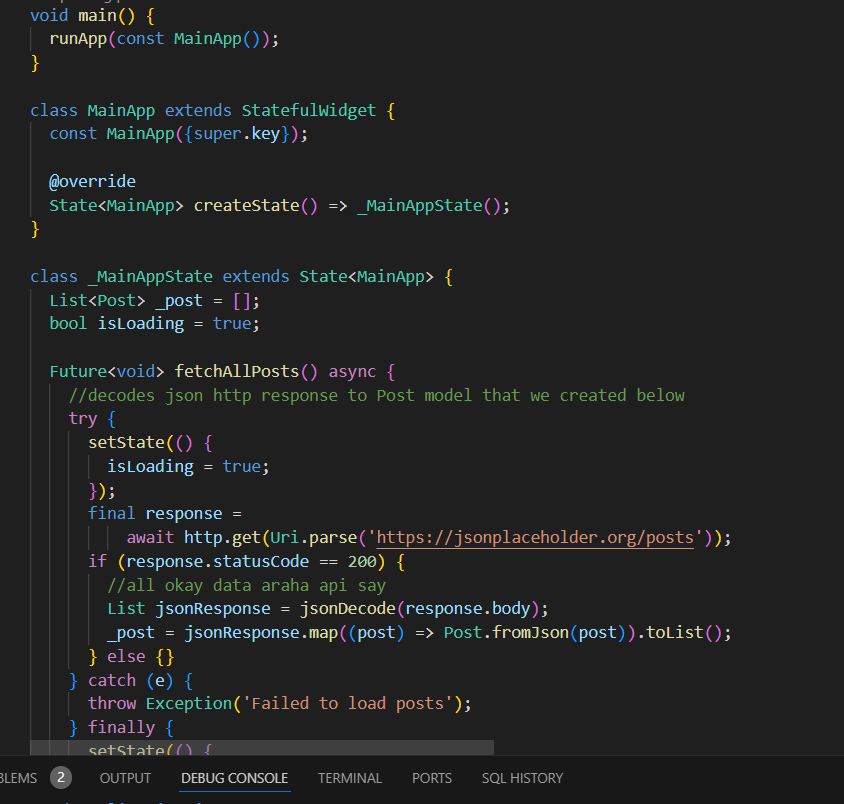 void main() {
  runApp(const MainApp());
}

class MainApp extends StatefulWidget {
  const MainApp({super.key});

  @override
  State<MainApp> createState() => _MainAppState();
}

class _MainAppState extends State<MainApp> {
  List<Post> _post = [];
  bool isLoading = true;

  Future<void> fetchAllPosts() async {
    //decodes json http response to Post model that we created below
    try {
      setState(() {
        isLoading = true;
      });
      final response =
          await http.get(Uri.parse('https://jsonplaceholder.org/posts'));
      if (response.statusCode == 200) {
        //all okay data araha api say
        List jsonResponse = jsonDecode(response.body);
        _post = jsonResponse.map((post) => Post.fromJson(post)).toList();
      } else {}
    } catch (e) {
      throw Exception('Failed to load posts');
    } finally {
      setState(() {
BLEMS 2 OUTPUT DEBUG CONSOLE TERMINAL PORTS SQL HISTORY